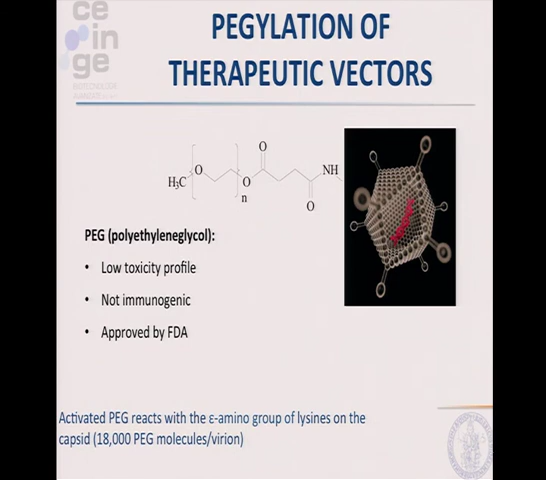 ce
in
ge
PEGYLATION OF
THERAPEUTIC VECTORS
O
O
H₃C
O
n
NH
O
PEG (polyethyleneglycol):
• Low toxicity profile
• Not immunogenic
• Approved by FDA
Activated PEG reacts with the ε-amino group of lysines on the
capsid (18,000 PEG molecules/virion)